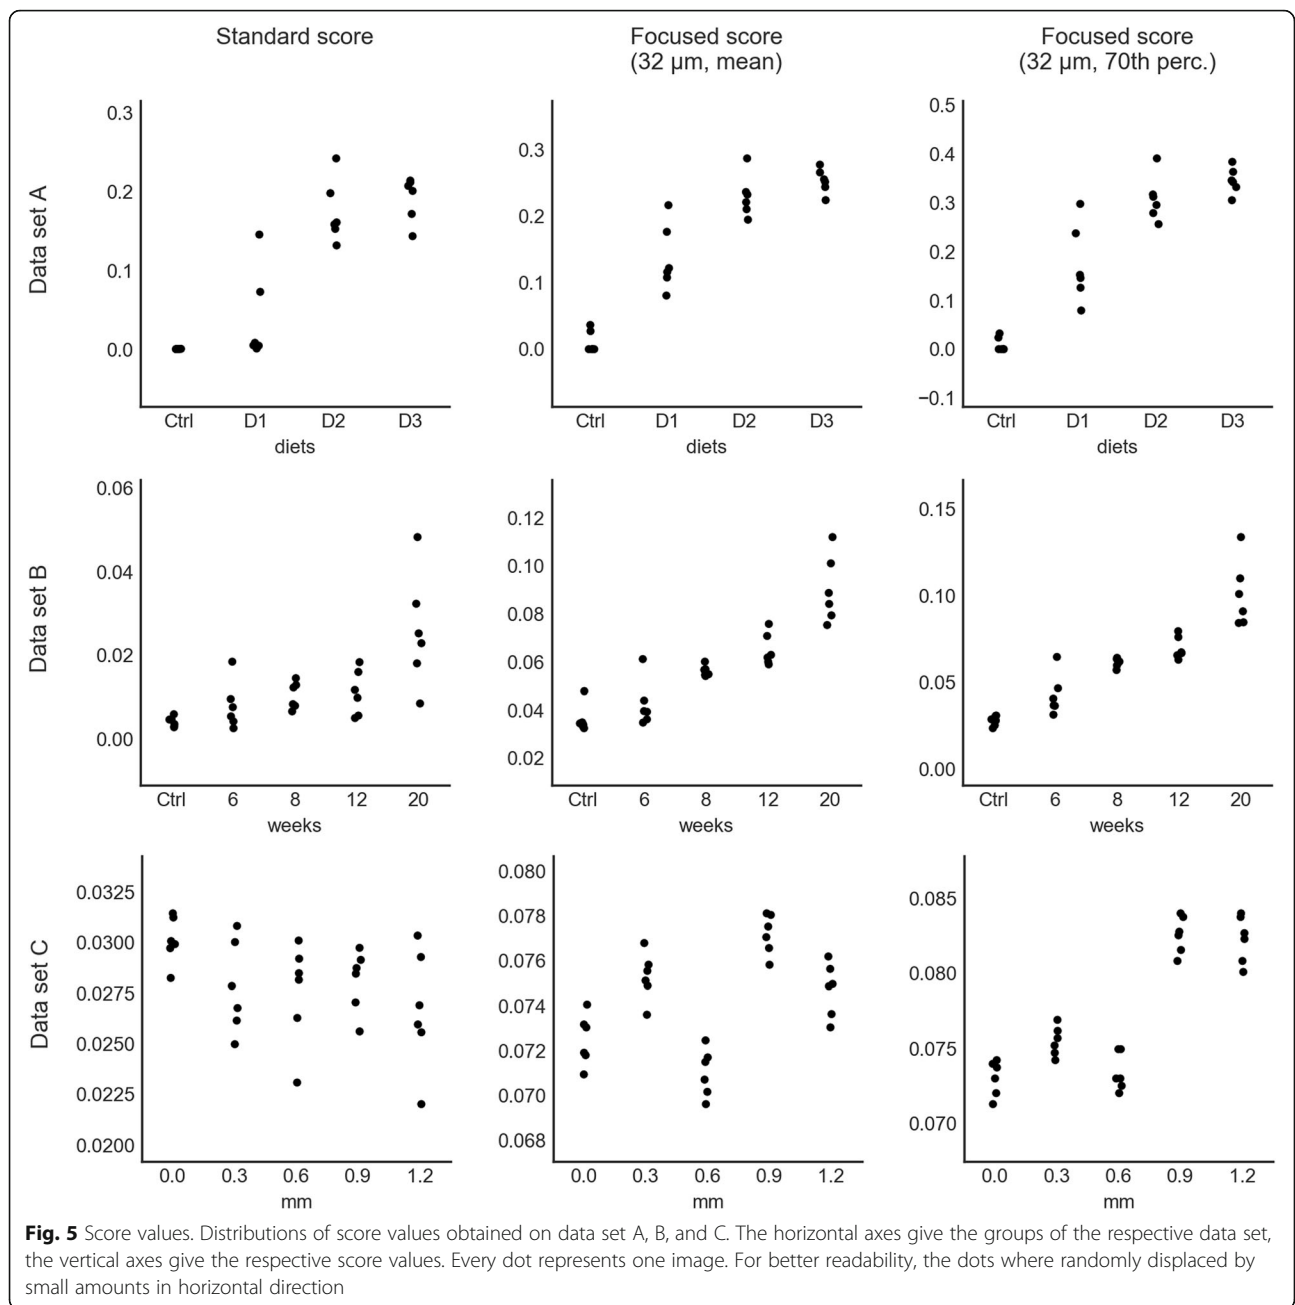 Standard score
Focused score
(32 µm, mean)
Focused score
(32 µm, 70th perc.)
Data set A
0.3
0.2
0.1
0.0
Ctrl D1 D2 D3
diets
0.3
0.2
0.1
0.0
Ctrl D1 D2 D3
diets
0.5
0.4
0.3
0.2
0.1
0.0
−0.1
Ctrl D1 D2 D3
diets
Data set B
0.06
0.04
0.02
0.00
Ctrl 6 8 12 20
weeks
0.12
0.10
0.08
0.06
0.04
0.02
Ctrl 6 8 12 20
weeks
0.15
0.10
0.05
0.00
Ctrl 6 8 12 20
weeks
Data set C
0.0325
0.0300
0.0275
0.0250
0.0225
0.0200
0.0 0.3 0.6 0.9 1.2
mm
0.080
0.078
0.076
0.074
0.072
0.070
0.068
0.0 0.3 0.6 0.9 1.2
mm
0.085
0.080
0.075
0.070
0.0 0.3 0.6 0.9 1.2
mm
Fig. 5 Score values. Distributions of score values obtained on data set A, B, and C. The horizontal axes give the groups of the respective data set,
the vertical axes give the respective score values. Every dot represents one image. For better readability, the dots where randomly displaced by
small amounts in horizontal direction